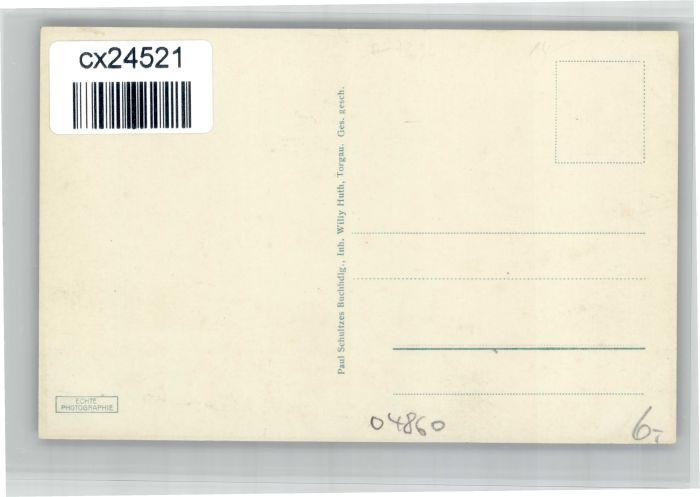 cx24521
Paul Schultzes Buchhdlg., Inh. Willy Huth, Torgau. Ges. gesch.
ECHTE
PHOTOGRAPHIE
04860
6,-